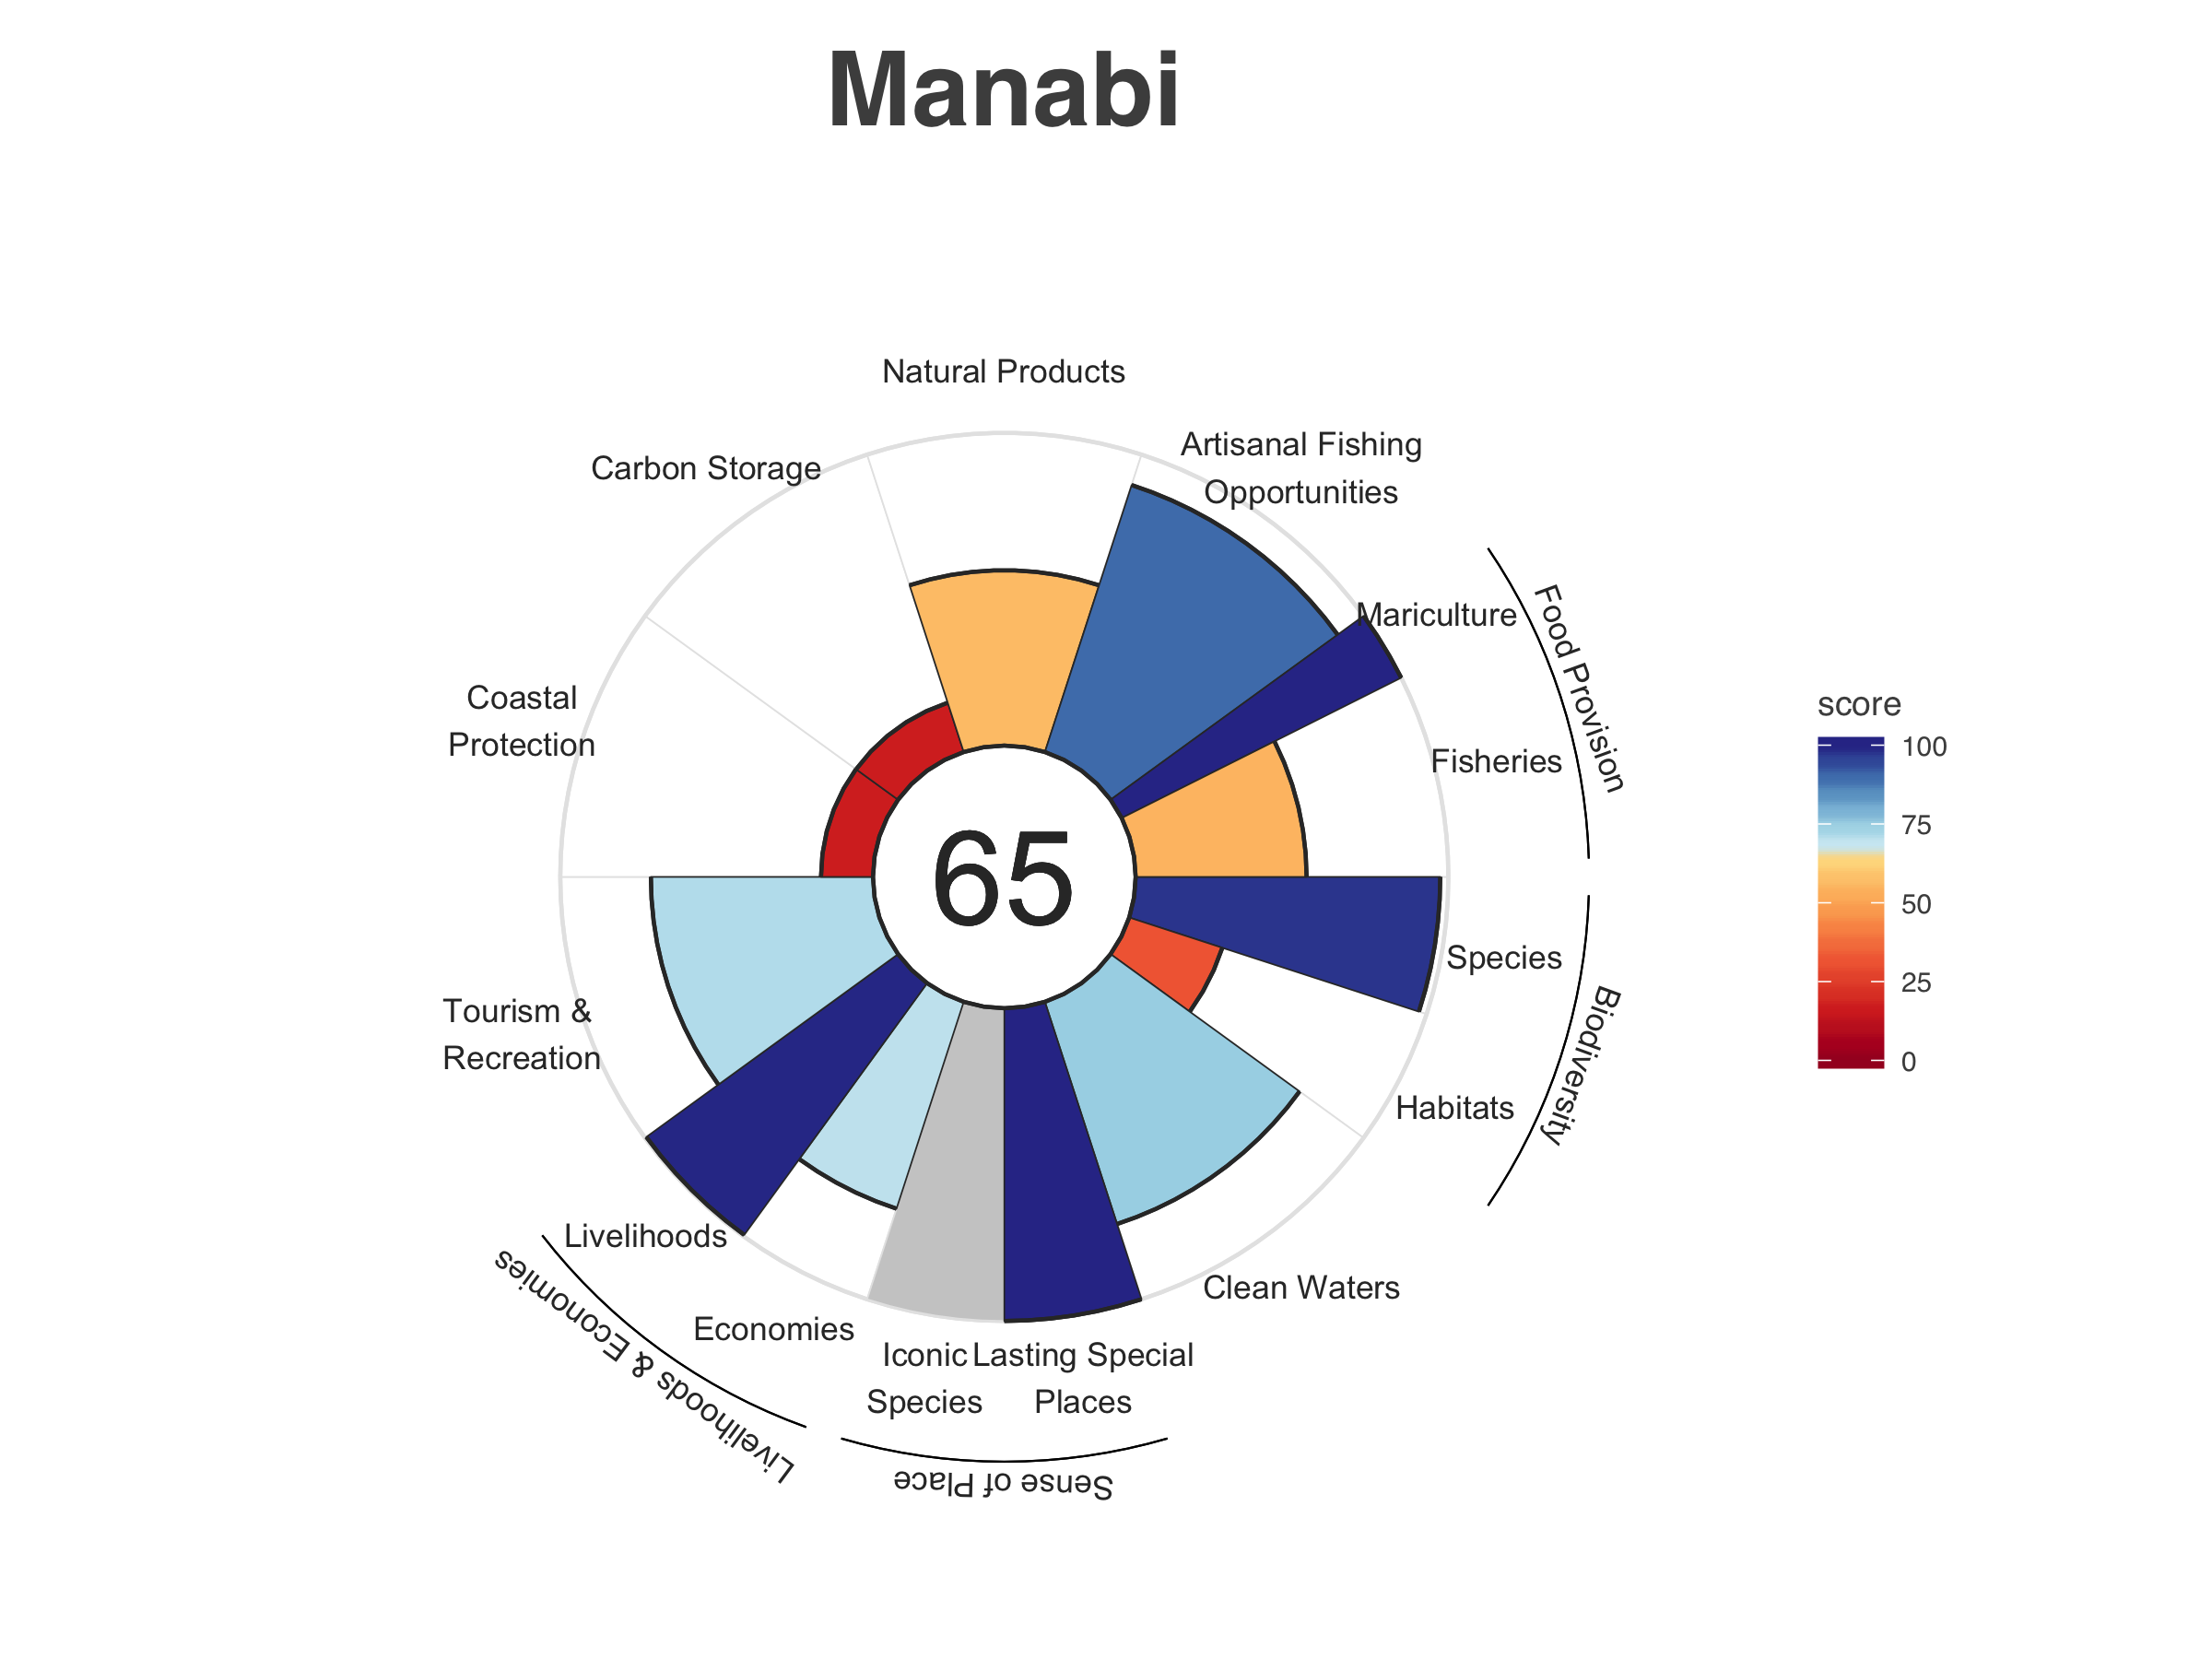 Manabi
Natural Products
Artisanal Fishing
Opportunities
Carbon Storage
Mariculture
Food Provision
Coastal
Protection
Fisheries
score
100
75
50
25
0
65
Species
Biodiversity
Tourism &
Recreation
Habitats
Livelihoods
Clean Waters
Economies
Livelihoods & Economies
Iconic
Species
Lasting Special
Places
Sense of Place